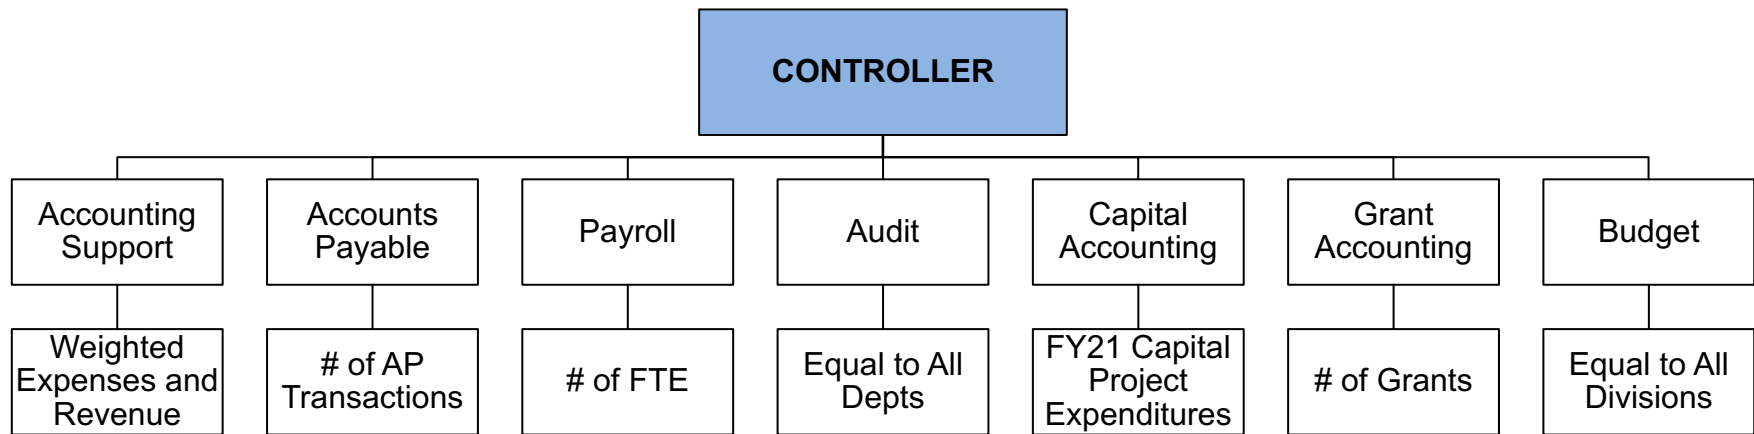 CONTROLLER
Accounting
Support
Accounts
Payable
Payroll
Audit
Capital
Accounting
Grant
Accounting
Budget
Weighted
Expenses and
Revenue
# of AP
Transactions
# of FTE
Equal to All
Depts
FY21 Capital
Project
Expenditures
# of Grants
Equal to All
Divisions